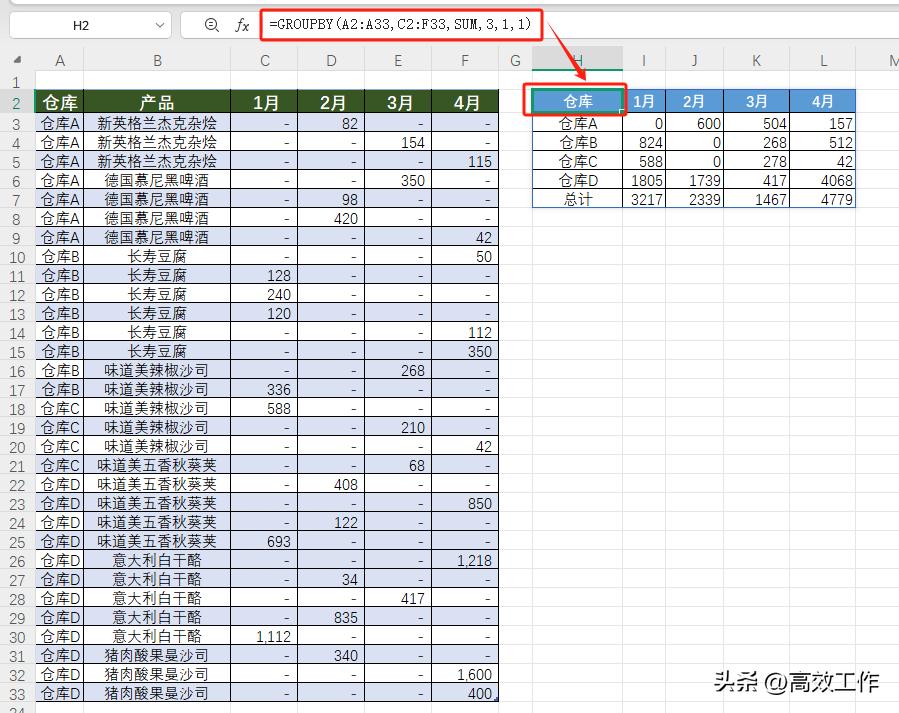 H2 fx =GROUPBY(A2:A33,C2:F33,SUM,3,1,1)
A B C D E F G H I J K L M
1
2 仓库 产品 1月 2月 3月 4月 仓库 1月 2月 3月 4月
3 仓库A 新英格兰杰克杂烩 - 82 - - 仓库A 0 600 504 157
4 仓库A 新英格兰杰克杂烩 - - 154 - 仓库B 824 0 268 512
5 仓库A 新英格兰杰克杂烩 - - - 115 仓库C 588 0 278 42
6 仓库A 德国慕尼黑啤酒 - - 350 - 仓库D 1805 1739 417 4068
7 仓库A 德国慕尼黑啤酒 - 98 - - 总计 3217 2339 1467 4779
8 仓库A 德国慕尼黑啤酒 - 420 - -
9 仓库A 德国慕尼黑啤酒 - - - 42
10 仓库B 长寿豆腐 - - - 50
11 仓库B 长寿豆腐 128 - - -
12 仓库B 长寿豆腐 240 - - -
13 仓库B 长寿豆腐 120 - - -
14 仓库B 长寿豆腐 - - - 112
15 仓库B 长寿豆腐 - - - 350
16 仓库B 味道美辣椒沙司 - - 268 -
17 仓库B 味道美辣椒沙司 336 - - -
18 仓库C 味道美辣椒沙司 588 - - -
19 仓库C 味道美辣椒沙司 - - 210 -
20 仓库C 味道美辣椒沙司 - - - 42
21 仓库C 味道美五香秋葵荚 - - 68 -
22 仓库D 味道美五香秋葵荚 - 408 - -
23 仓库D 味道美五香秋葵荚 - - - 850
24 仓库D 味道美五香秋葵荚 - 122 - -
25 仓库D 味道美五香秋葵荚 693 - - -
26 仓库D 意大利白干酪 - - - 1,218
27 仓库D 意大利白干酪 - 34 - -
28 仓库D 意大利白干酪 - - 417 -
29 仓库D 意大利白干酪 - 835 - -
30 仓库D 意大利白干酪 1,112 - - -
31 仓库D 猪肉酸果曼沙司 - 340 - -
32 仓库D 猪肉酸果曼沙司 - - - 1,600
33 仓库D 猪肉酸果曼沙司 - - - 400
头条 @高效工作